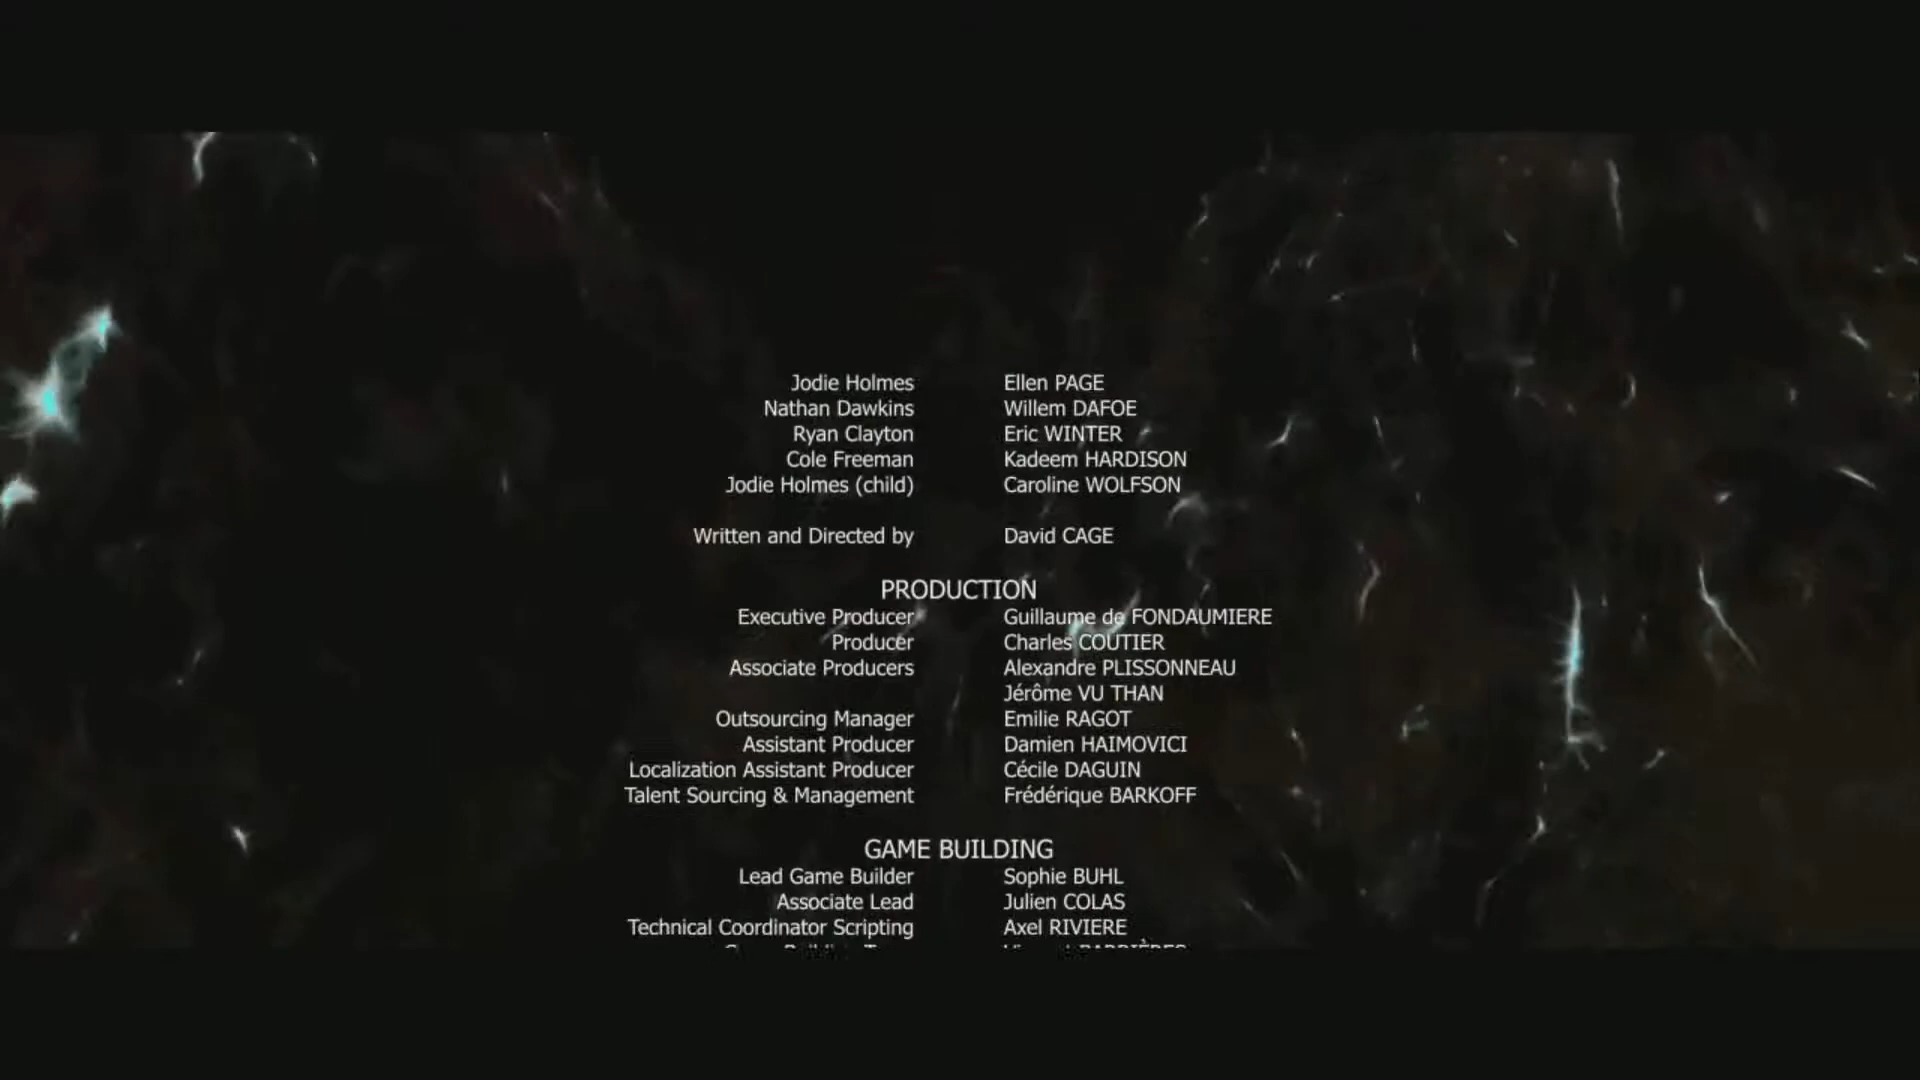 Jodie Holmes Ellen PAGE
Nathan Dawkins Willem DAFOE
Ryan Clayton Eric WINTER
Cole Freeman Kadeem HARDISON
Jodie Holmes (child) Caroline WOLFSON
Written and Directed by David CAGE
PRODUCTION
Executive Producer Guillaume de FONDAUMIERE
Producer Charles COUTIER
Associate Producers Alexandre PLISSONNEAU
Jérôme VU THAN
Outsourcing Manager Emilie RAGOT
Assistant Producer Damien HAIMOVICI
Localization Assistant Producer Cécile DAGUIN
Talent Sourcing & Management Frédérique BARKOFF
GAME BUILDING
Lead Game Builder Sophie BUHL
Associate Lead Julien COLAS
Technical Coordinator Scripting Axel RIVIERE